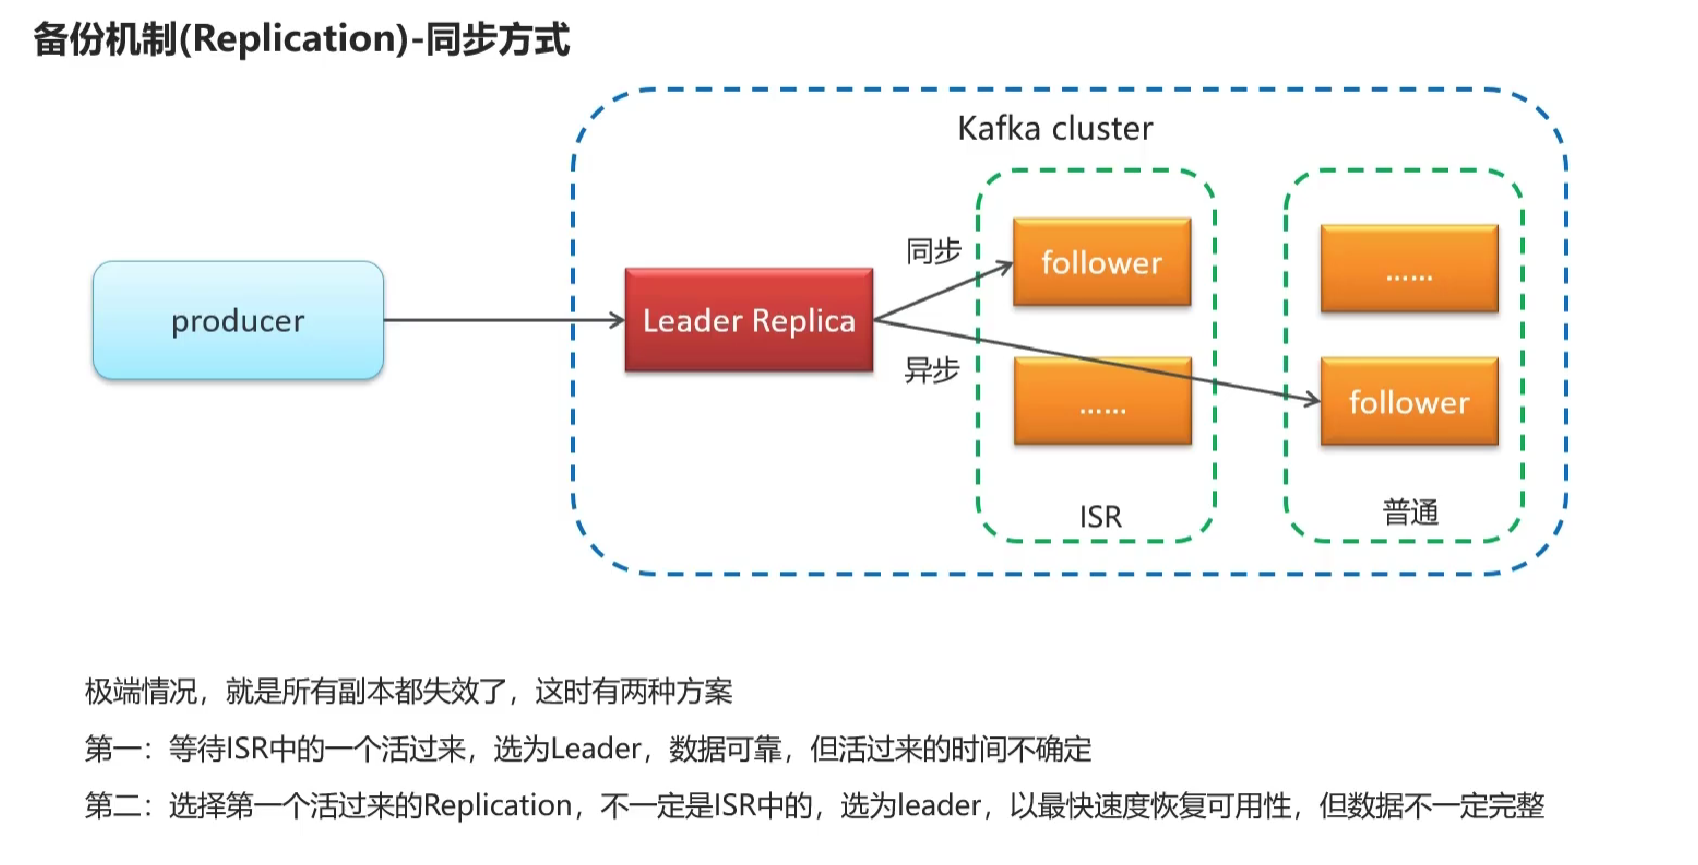 备份机制(Replication)-同步方式
Kafka cluster
producer
Leader Replica
同步
异步
follower
......
ISR
......
follower
普通
极端情况，就是所有副本都失效了，这时有两种方案
第一：等待ISR中的一个活过来，选为Leader，数据可靠，但活过来的时间不确定
第二：选择第一个活过来的Replication，不一定是ISR中的，选为leader，以最快速度恢复可用性，但数据不一定完整